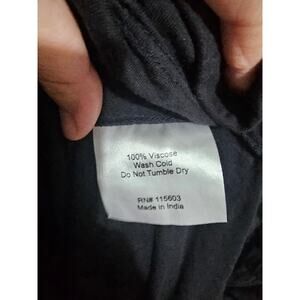 100% Viscose
Wash Cold
Do Not Tumble Dry
RN# 115603
Made in India